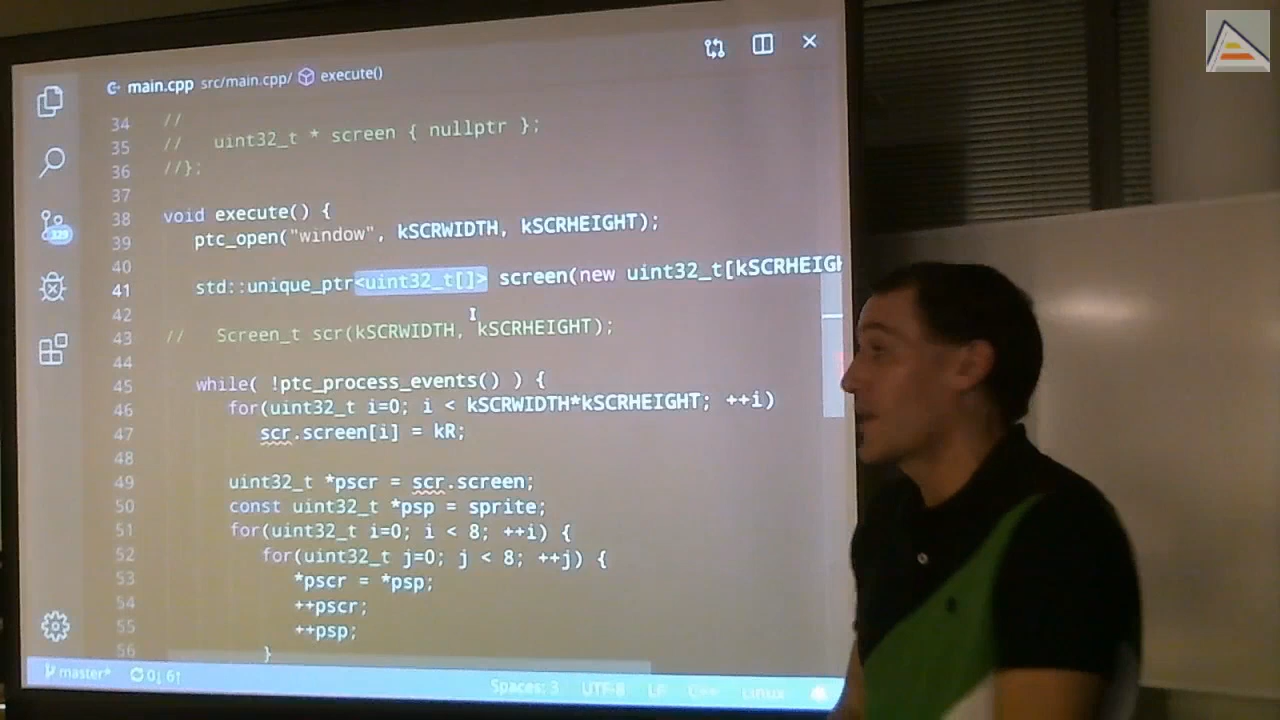 main.cpp src/main.cpp/ execute()
34 //
35 // uint32_t * screen { nullptr };
36 //};
37
38 void execute() {
39 ptc_open("window", kSCRWIDTH, kSCRHEIGHT);
40
41 std::unique_ptr<uint32_t[]> screen(new uint32_t[kSCRHEIGH
42
43 // Screen_t scr(kSCRWIDTH, kSCRHEIGHT);
44
45 while( !ptc_process_events() ) {
46 for(uint32_t i=0; i < kSCRWIDTH*kSCRHEIGHT; ++i)
47 scr.screen[i] = kR;
48
49 uint32_t *pscr = scr.screen;
50 const uint32_t *psp = sprite;
51 for(uint32_t i=0; i < 8; ++i) {
52 for(uint32_t j=0; j < 8; ++j) {
53 *pscr = *psp;
54 ++pscr;
55 ++psp;
56 }
329
master* 0↓ 6↑ Spaces: 3 UTF-8 LF C++ Linux